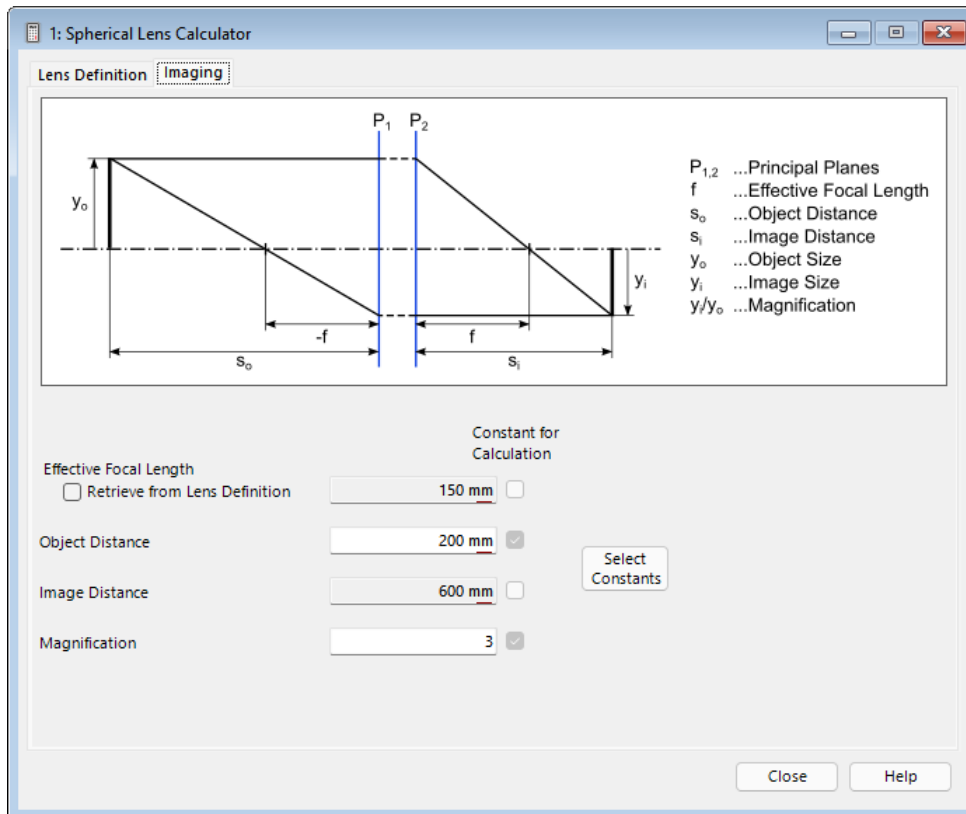 1: Spherical Lens Calculator
Lens Definition Imaging
P1 P2
yo
yi
-f
f
so
si
P1,2 ...Principal Planes
f ...Effective Focal Length
so ...Object Distance
si ...Image Distance
yo ...Object Size
yi ...Image Size
yi/yo ...Magnification
Constant for
Calculation
Effective Focal Length
Retrieve from Lens Definition 150 mm
Object Distance 200 mm
Select
Constants
Image Distance 600 mm
Magnification 3
Close Help